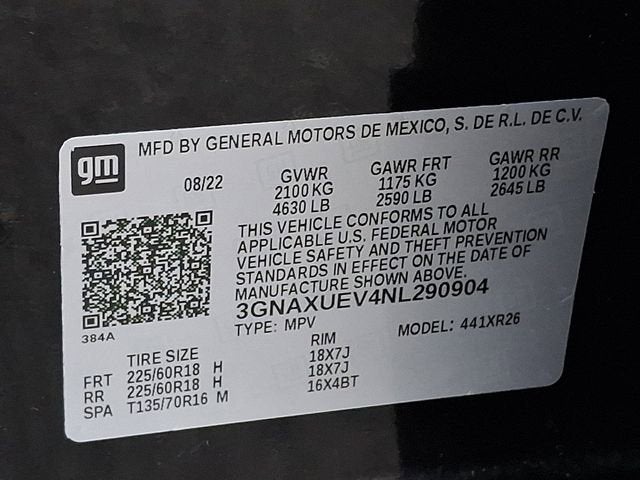 gm
MFD BY GENERAL MOTORS DE MEXICO, S. DE R.L. DE C.V.
08/22 GVWR GAWR FRT GAWR RR
2100 KG 1175 KG 1200 KG
4630 LB 2590 LB 2645 LB
THIS VEHICLE CONFORMS TO ALL
APPLICABLE U.S. FEDERAL MOTOR
VEHICLE SAFETY AND THEFT PREVENTION
STANDARDS IN EFFECT ON THE DATE OF
MANUFACTURE SHOWN ABOVE.
3GNAXUEV4NL290904
384A
TYPE: MPV MODEL: 441XR26
TIRE SIZE RIM
FRT 225/60R18 H 18X7J
RR 225/60R18 H 18X7J
SPA T135/70R16 M 16X4BT